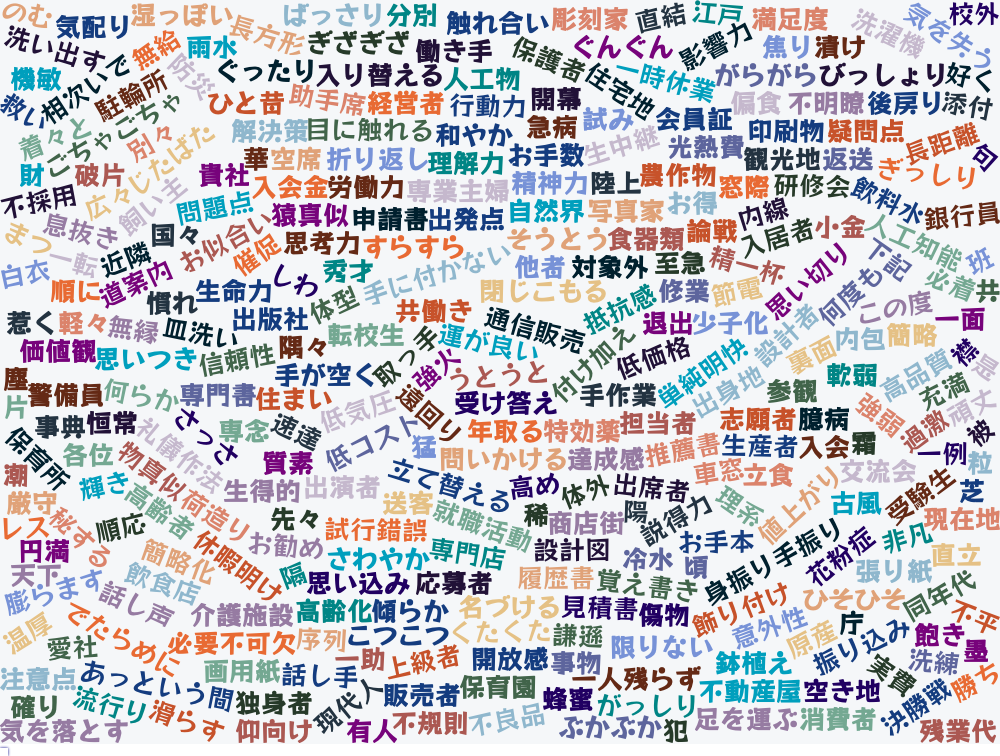 のむ
気配り
湿っぽい
ばっさり
分別
触れ合い
彫刻家
直結
江戸
満足度
洗濯機
気を失う
校外
洗い出す
無給
雨水
長方形
ぎざぎざ
働き手
保護者
ぐんぐん
影響力
焦り
漬け
機敏
相次いで
防災
ぐったり
入り替える
人工物
住宅地
一時休業
がらがら
びっしょり
好く
救い
駐輪所
ひと昔
助手席
経営者
行動力
開幕
偏食
不明瞭
後戻り
添付
着々と
ごちゃごちゃ
別々
解決策
目に触れる
和やか
急病
試み
会員証
印刷物
疑問点
長距離
財
破片
広々
じたばた
貴社
華
空席
折り返し
理解力
お手数
生中継
光熱費
観光地
返送
ぎっしり
句
不採用
飼い主
入会金
労働力
専業主婦
精神力
陸上
農作物
窓際
研修会
飲料水
銀行員
まつ
息抜き
問題点
猿真似
申請書
出発点
自然界
写真家
お得
内線
小金
人工知能
一転
近隣
国々
お似合い
催促
思考力
すらすら
そうとう
食器類
論戦
入居者
下記
班
白衣
順に
道案内
しわ
秀才
手に付かない
他者
対象外
至急
精一杯
思い切り
何度も
必着
共
慣れ
生命力
体型
共働き
閉じこもる
修業
節電
この度
惹く
軽々
無縁
皿洗い
出版社
転校生
取っ手
運が良い
通信販売
抵抗感
退出
少子化
設計者
内包
簡略
一面
価値観
思いつき
信頼性
隅々
強火
うとうと
付け加え
低価格
単純明快
裏面
高品質
襟
塵
警備員
何らか
専門書
手が空く
住まい
受け答え
手作業
出身地
参観
軟弱
充満
忌
片
事典
恒常
さっさ
低気圧
遠回り
年取る
特効薬
担当者
志願者
臆病
強弱
過激
頑丈
被
保育所
各位
礼儀作法
専念
速達
低コスト
猛
問いかける
達成感
推薦書
生産者
入会
霜
一例
粒
潮
輝き
物真似
質素
立て替える
高め
体外
出席者
車窓
立食
交流会
芝
厳守
高齢者
荷造り
生得的
出演者
送客
就職活動
稀
商店街
陽
説得力
理系
値上がり
古風
受験生
現在地
レス
秘する
順応
休暇明け
先々
試行錯誤
お勧め
さわやか
専門店
設計図
冷水
お手本
頃
身振り手振り
花粉症
非凡
直立
円満
天下
簡略化
飲食店
隔
思い込み
応募者
履歴書
覚え書き
張り紙
膨らます
話し声
介護施設
高齢化
傾らか
名づける
見積書
傷物
飾り付け
ひそひそ
同年代
不平
温厚
でたらめに
愛社
必要不可欠
序列
こつこつ
くたくた
謙遜
限りない
意外性
原産
庁
振り込み
飽き
墨
注意点
あっという間
画用紙
話し手
一助
上級者
開放感
事物
一人残らず
鉢植え
実費
洗練
勝ち
確り
流行り
滑らす
独身者
現代人
販売者
保育園
蜂蜜
がっしり
不動産屋
空き地
決勝戦
気を落とす
仰向け
有人
不規則
不良品
ぶかぶか
犯
足を運ぶ
消費者
残業代